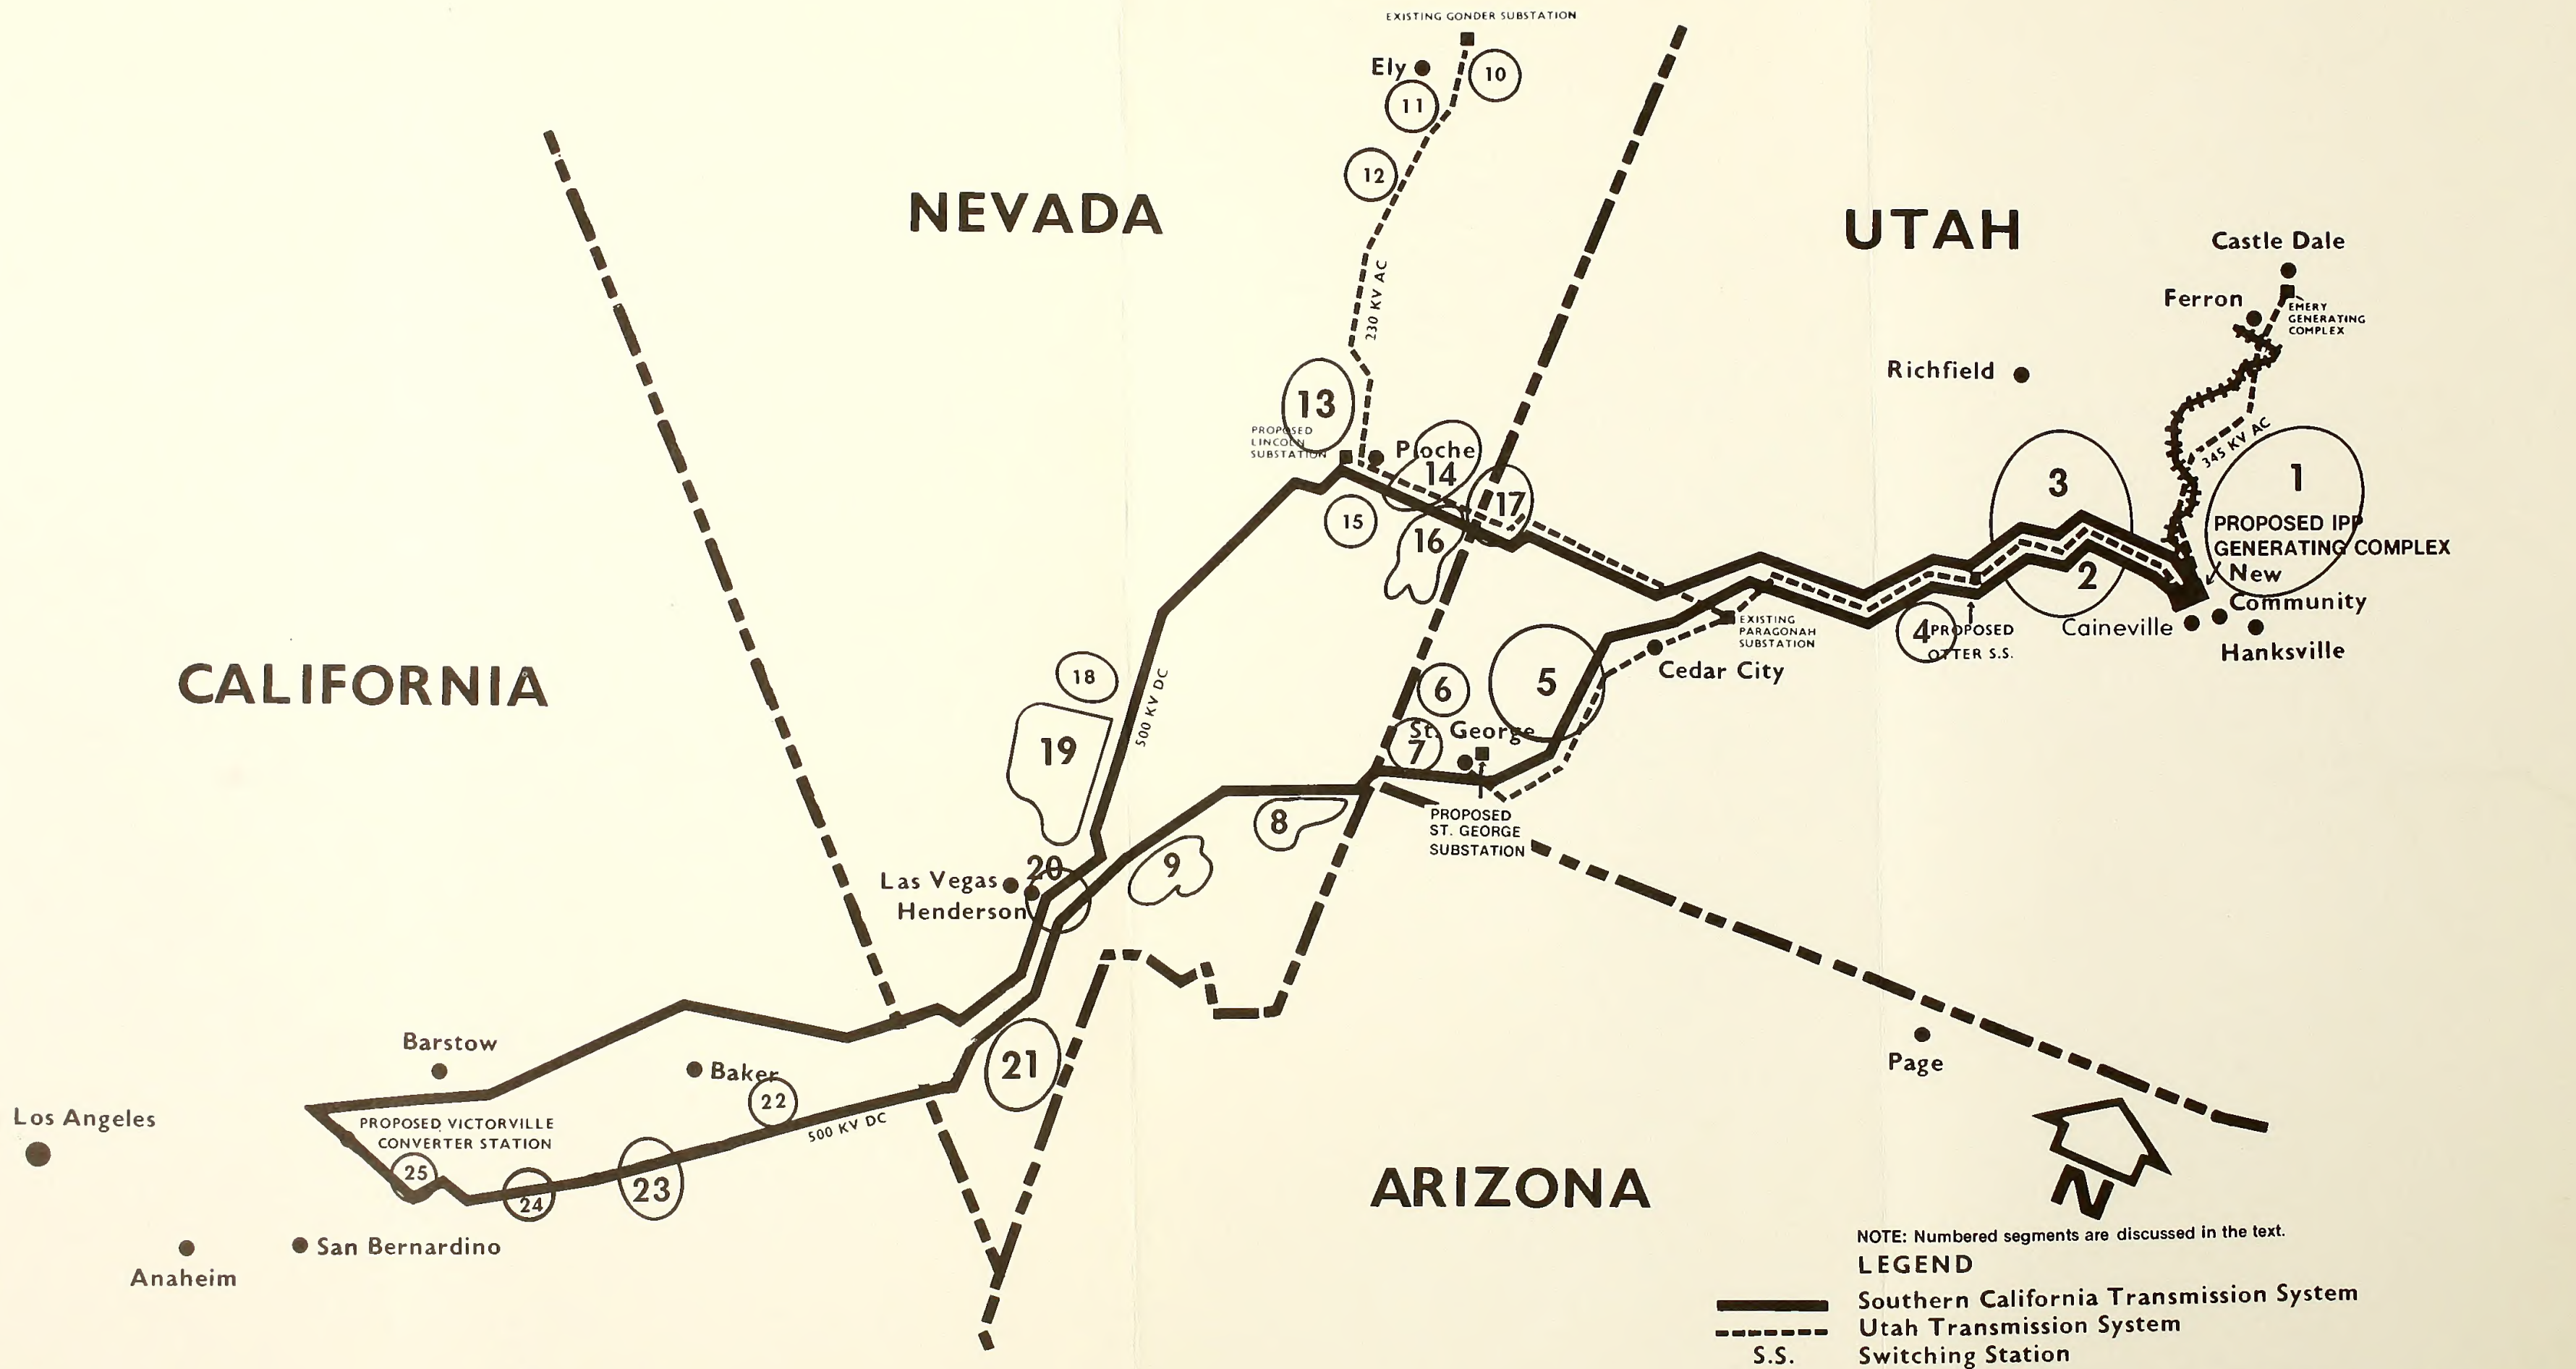 EXISTING GONDER SUBSTATION
Ely
10
11
12
NEVADA
UTAH
Castle Dale
Ferron
EMERY
GENERATING
COMPLEX
230 KV AC
Richfield
13
PROPOSED
LINCOLN
SUBSTATION
Pioche
14
345 KV AC
1
3
17
15
16
PROPOSED IPP
GENERATING COMPLEX
New
Community
2
EXISTING
PARAGONAH
SUBSTATION
4
PROPOSED
OTTER S.S.
Caineville
Hanksville
CALIFORNIA
18
500 KV DC
6
5
Cedar City
19
St. George
7
8
PROPOSED
ST. GEORGE
SUBSTATION
20
9
Las Vegas
Henderson
Barstow
Baker
21
22
Page
Los Angeles
PROPOSED VICTORVILLE
CONVERTER STATION
500 KV DC
25
24
23
ARIZONA
N
San Bernardino
Anaheim
NOTE: Numbered segments are discussed in the text.
LEGEND
Southern California Transmission System
Utah Transmission System
S.S. Switching Station